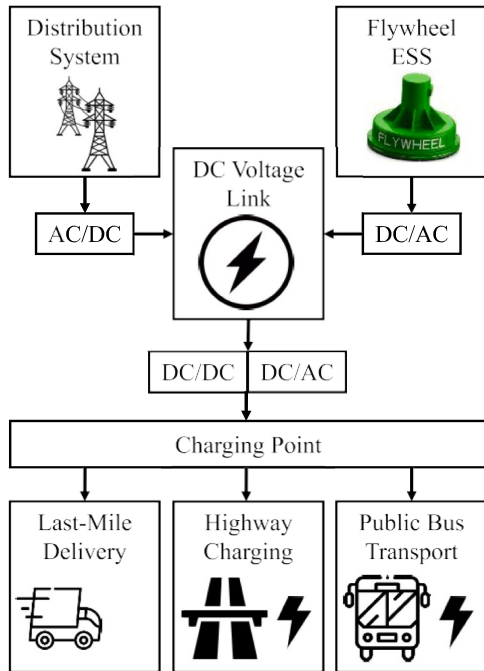 Distribution
System
Flywheel
ESS
FLYWHEEL
DC Voltage
Link
AC/DC
DC/AC
DC/DC
DC/AC
Charging Point
Last-Mile
Delivery
Highway
Charging
Public Bus
Transport